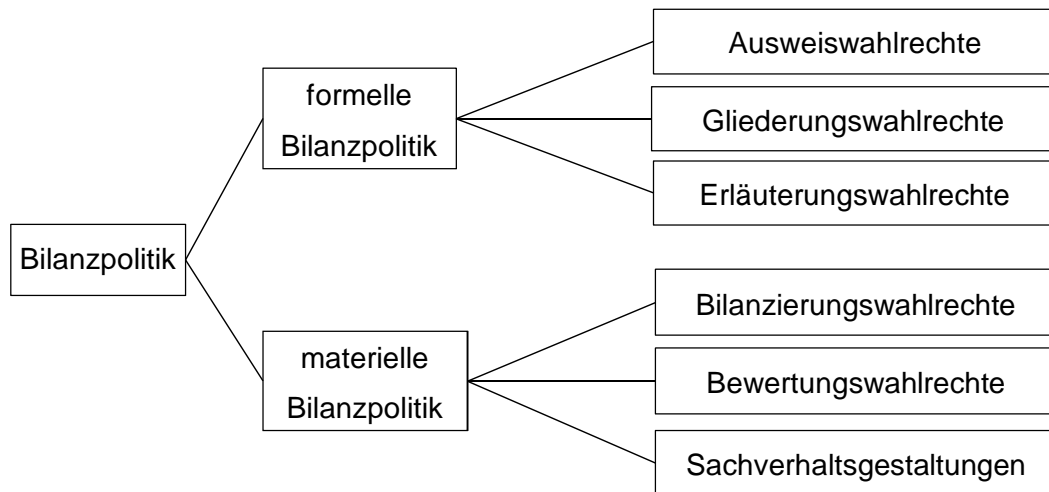 Bilanzpolitik
formelle
Bilanzpolitik
Ausweiswahlrechte
Gliederungswahlrechte
Erläuterungswahlrechte
materielle
Bilanzpolitik
Bilanzierungswahlrechte
Bewertungswahlrechte
Sachverhaltsgestaltungen